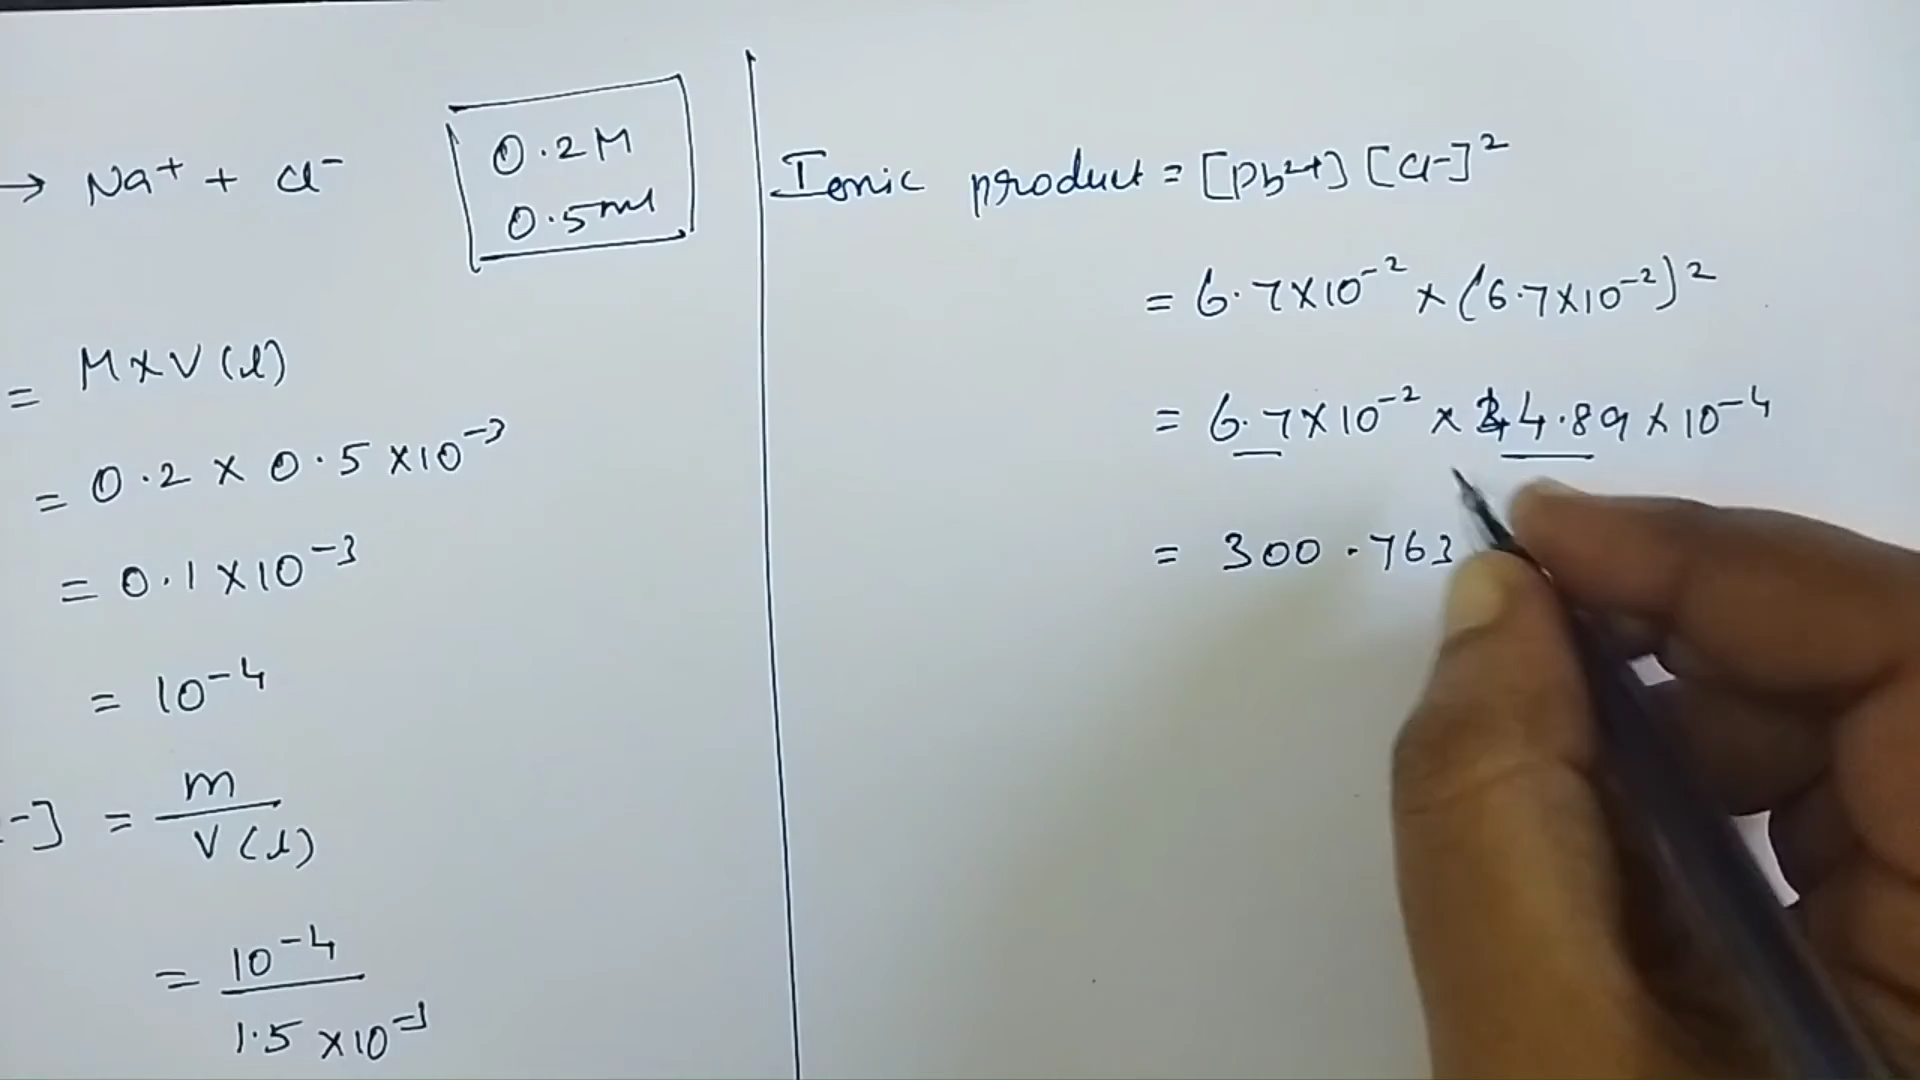 → Na⁺ + Cl⁻
0.2M
0.5ml
= M×V(l)
= 0.2 × 0.5 ×10⁻³
= 0.1×10⁻³
= 10⁻⁴
-] = m / V(l)
= 10⁻⁴ / 1.5×10⁻³
Ionic product = [Pb²⁺] [Cl⁻]²
= 6.7×10⁻² × (6.7×10⁻²)²
= 6.7×10⁻² × 44.89 × 10⁻⁴
= 300.763